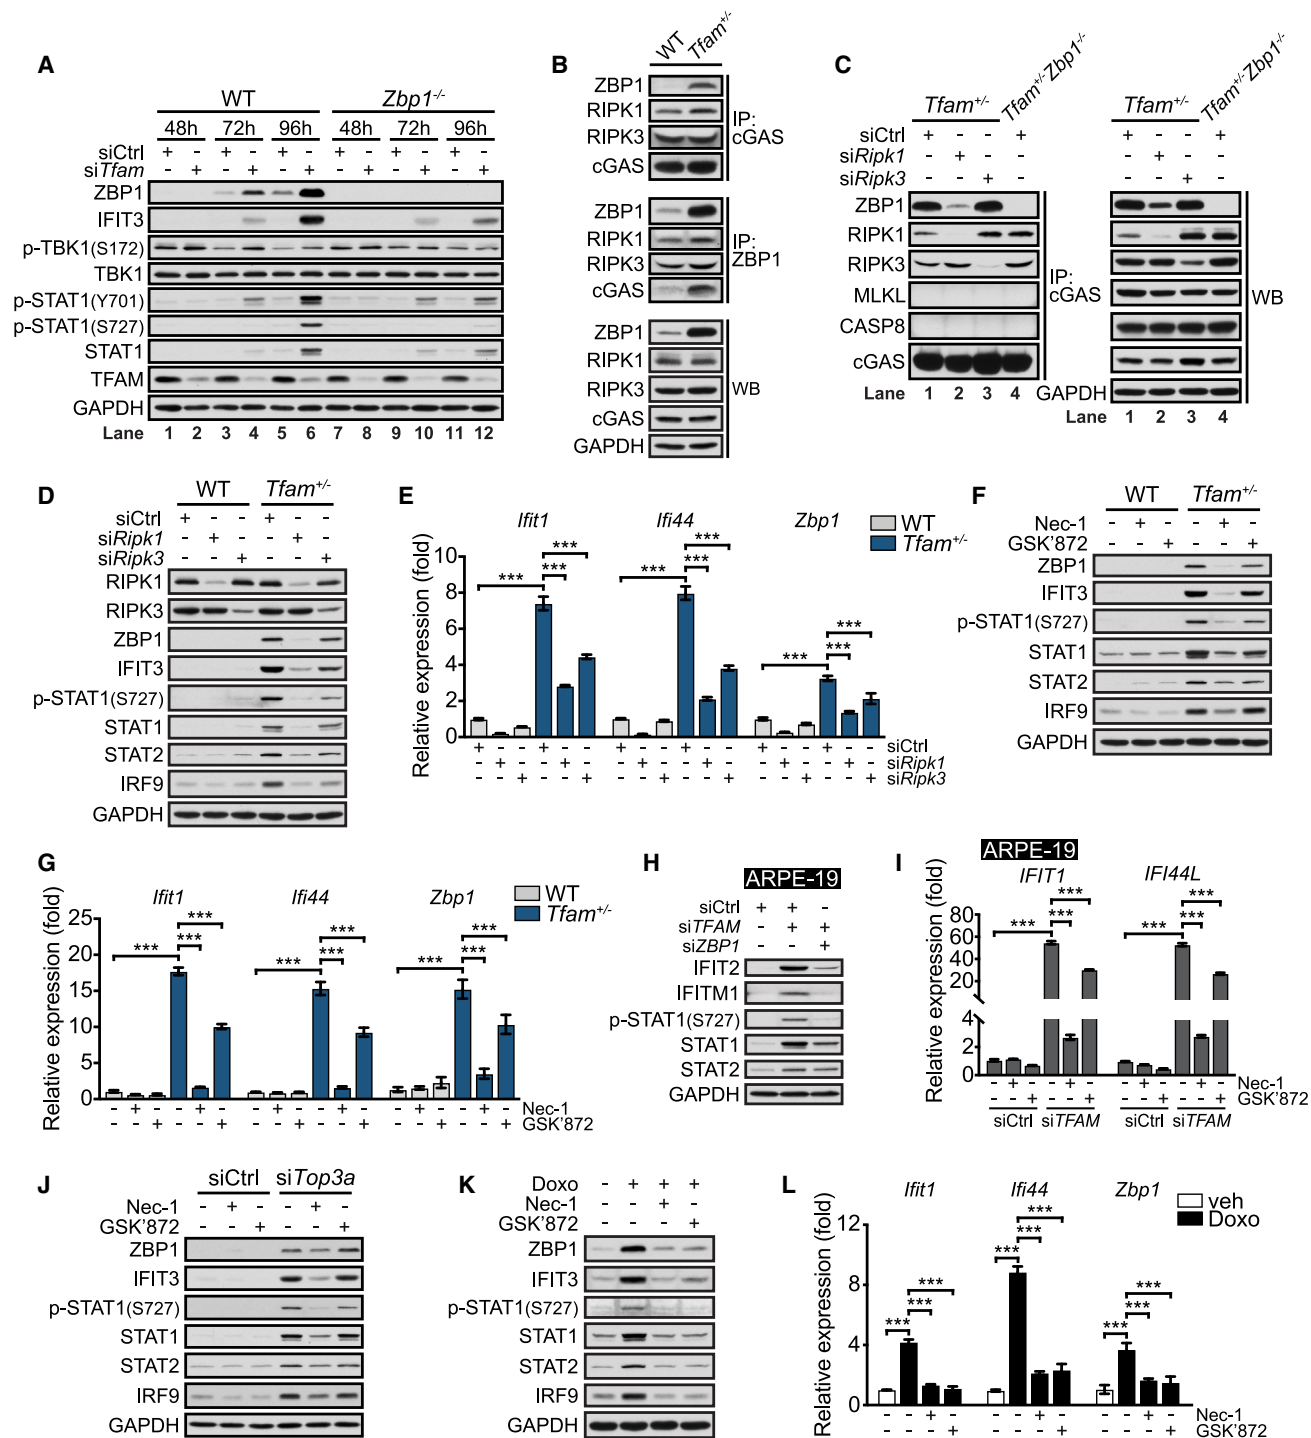 A
WT Zbp1-/-
48h 72h 96h 48h 72h 96h
siCtrl + - + - + - + - + - + -
siTfam - + - + - + - + - + - +
ZBP1
IFIT3
p-TBK1(S172)
TBK1
p-STAT1(Y701)
p-STAT1(S727)
STAT1
TFAM
GAPDH
Lane 1 2 3 4 5 6 7 8 9 10 11 12
B
WT Tfam+/-
ZBP1
RIPK1
RIPK3
cGAS
IP:
cGAS
ZBP1
RIPK1
RIPK3
cGAS
IP:
ZBP1
ZBP1
RIPK1
RIPK3
cGAS
GAPDH
WB
C
Tfam+/- Tfam+/-Zbp1-/- Tfam+/- Tfam+/-Zbp1-/-
siCtrl + - - + + - - +
siRipk1 - + - - - + - -
siRipk3 - - + - - - + -
ZBP1
RIPK1
RIPK3
MLKL
CASP8
cGAS
IP:
cGAS
WB
GAPDH
Lane 1 2 3 4
Lane 1 2 3 4
D
WT Tfam+/-
siCtrl + - - + - -
siRipk1 - + - - + -
siRipk3 - - + - - +
RIPK1
RIPK3
ZBP1
IFIT3
p-STAT1(S727)
STAT1
STAT2
IRF9
GAPDH
E
Ifit1 Ifi44 Zbp1
WT
Tfam+/-
Relative expression (fold)
10
8
6
4
2
0
*** *** ***
*** *** ***
*** *** ***
+ - - + - - + - - + - - + - - + - - siCtrl
- + - - + - - + - - + - - + - - + - siRipk1
- - + - - + - - + - - + - - + - - + siRipk3
F
WT Tfam+/-
Nec-1 - + - - + -
GSK'872 - - + - - +
ZBP1
IFIT3
p-STAT1(S727)
STAT1
STAT2
IRF9
GAPDH
G
Ifit1 Ifi44 Zbp1
WT
Tfam+/-
Relative expression (fold)
25
20
15
10
5
0
*** *** ***
*** *** ***
*** *** ***
- + - - + - - + - - + - - + - - + - Nec-1
- - + - - + - - + - - + - - + - - + GSK'872
H
ARPE-19
siCtrl + + -
siTFAM - + +
siZBP1 - - +
IFIT2
IFITM1
p-STAT1(S727)
STAT1
STAT2
GAPDH
I
ARPE-19
IFIT1 IFI44L
Relative expression (fold)
80
60
40
20
4
2
0
*** ***
*** ***
*** ***
- + - - + - - + - - + - Nec-1
- - + - - + - - + - - + GSK'872
siCtrl siTFAM siCtrl siTFAM
J
siCtrl siTop3a
Nec-1 - + - - + -
GSK'872 - - + - - +
ZBP1
IFIT3
p-STAT1(S727)
STAT1
STAT2
IRF9
GAPDH
K
Doxo - + + +
Nec-1 - - + -
GSK'872 - - - +
ZBP1
IFIT3
p-STAT1(S727)
STAT1
STAT2
IRF9
GAPDH
L
Ifit1 Ifi44 Zbp1
veh
Doxo
Relative expression (fold)
12
8
4
0
*** *** ***
*** *** ***
*** *** ***
- - + - - - + - - - + - Nec-1
- - - + - - - + - - - + GSK'872